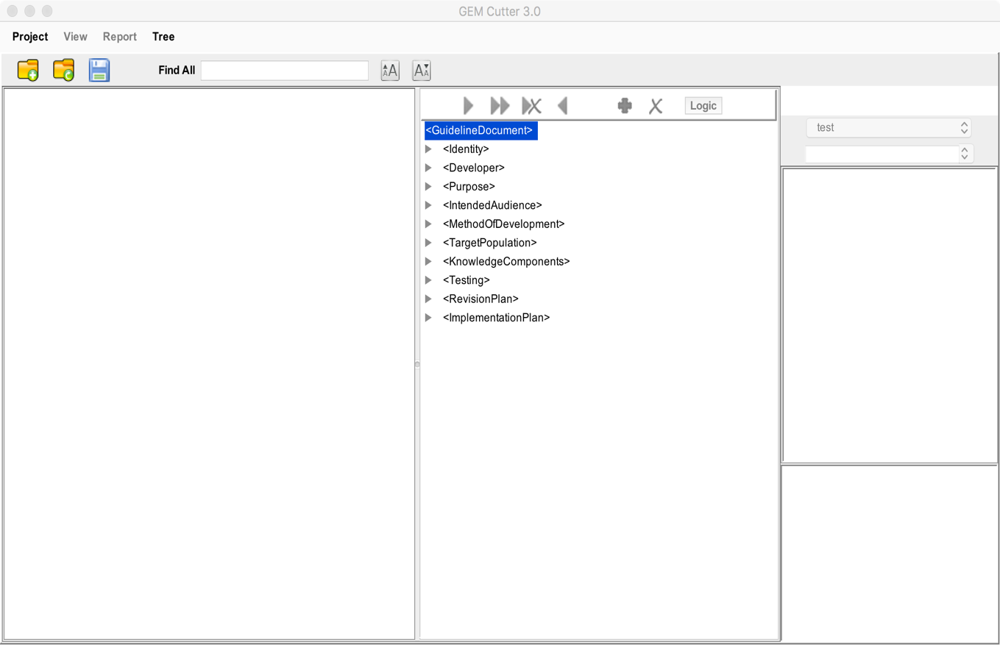 GEM Cutter 3.0
Project View Report Tree
Find All
Logic
test
<GuidelineDocument>
<Identity>
<Developer>
<Purpose>
<IntendedAudience>
<MethodOfDevelopment>
<TargetPopulation>
<KnowledgeComponents>
<Testing>
<RevisionPlan>
<ImplementationPlan>